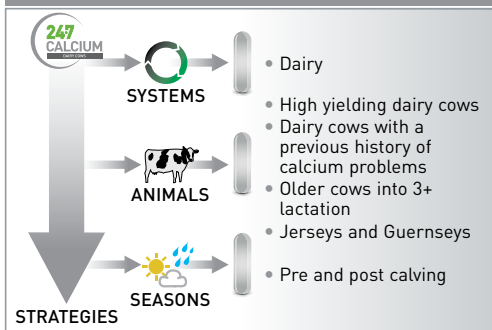 247
CALCIUM
DAIRY COWS
SYSTEMS
• Dairy
ANIMALS
• High yielding dairy cows
• Dairy cows with a
previous history of
calcium problems
• Older cows into 3+
lactation
• Jerseys and Guernseys
SEASONS
• Pre and post calving
STRATEGIES